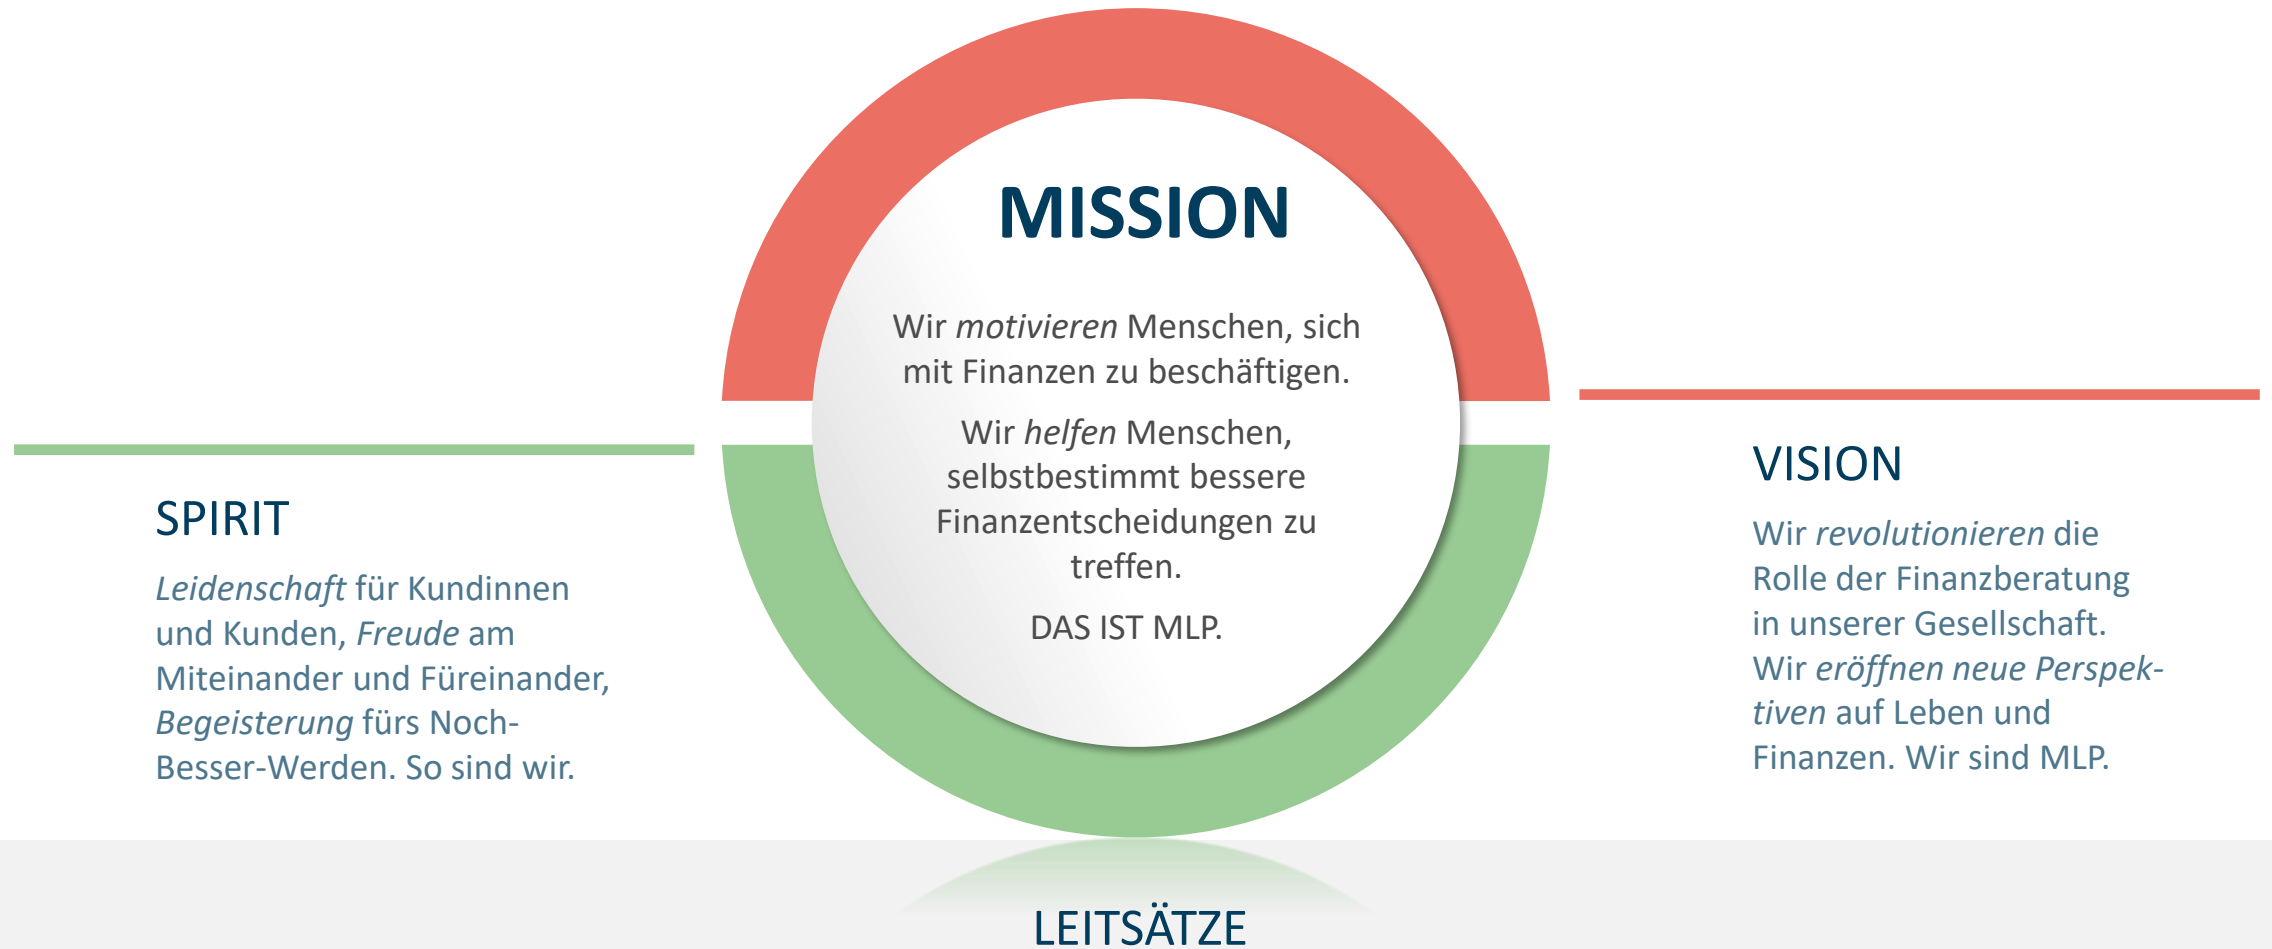 MISSION
Wir motivieren Menschen, sich
mit Finanzen zu beschäftigen.
Wir helfen Menschen,
selbstbestimmt bessere
Finanzentscheidungen zu
treffen.
DAS IST MLP.
SPIRIT
Leidenschaft für Kundinnen
und Kunden, Freude am
Miteinander und Füreinander,
Begeisterung fürs Noch-
Besser-Werden. So sind wir.
VISION
Wir revolutionieren die
Rolle der Finanzberatung
in unserer Gesellschaft.
Wir eröffnen neue Perspek-
tiven auf Leben und
Finanzen. Wir sind MLP.
LEITSÄTZE